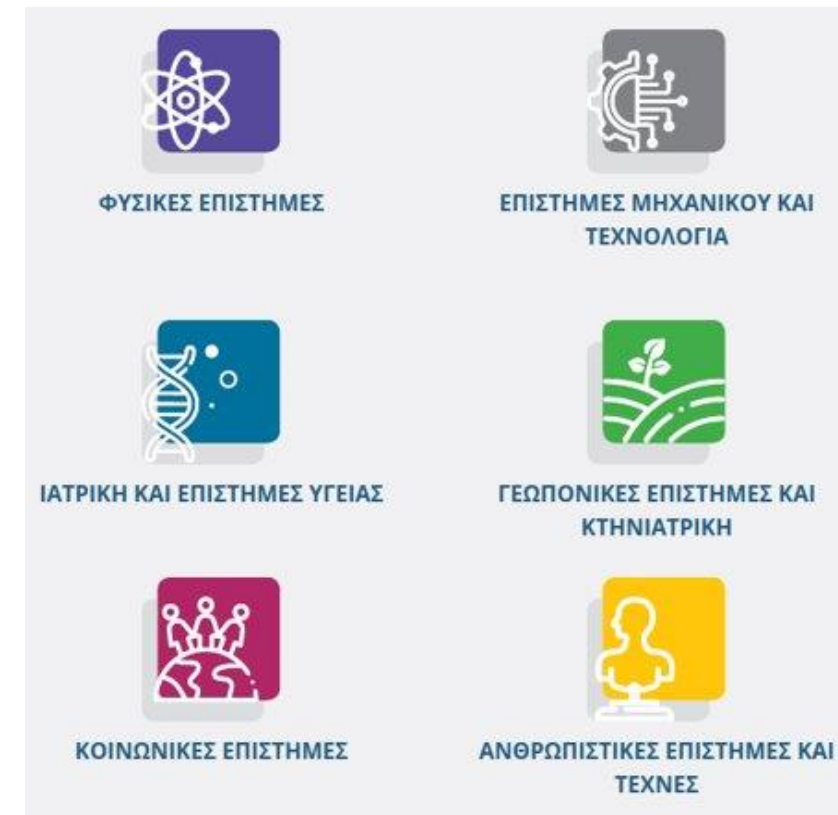 ΦΥΣΙΚΕΣ ΕΠΙΣΤΗΜΕΣ
ΕΠΙΣΤΗΜΕΣ ΜΗΧΑΝΙΚΟΥ ΚΑΙ
ΤΕΧΝΟΛΟΓΙΑ
ΙΑΤΡΙΚΗ ΚΑΙ ΕΠΙΣΤΗΜΕΣ ΥΓΕΙΑΣ
ΓΕΩΠΟΝΙΚΕΣ ΕΠΙΣΤΗΜΕΣ ΚΑΙ
ΚΤΗΝΙΑΤΡΙΚΗ
ΚΟΙΝΩΝΙΚΕΣ ΕΠΙΣΤΗΜΕΣ
ΑΝΘΡΩΠΙΣΤΙΚΕΣ ΕΠΙΣΤΗΜΕΣ ΚΑΙ
ΤΕΧΝΕΣ